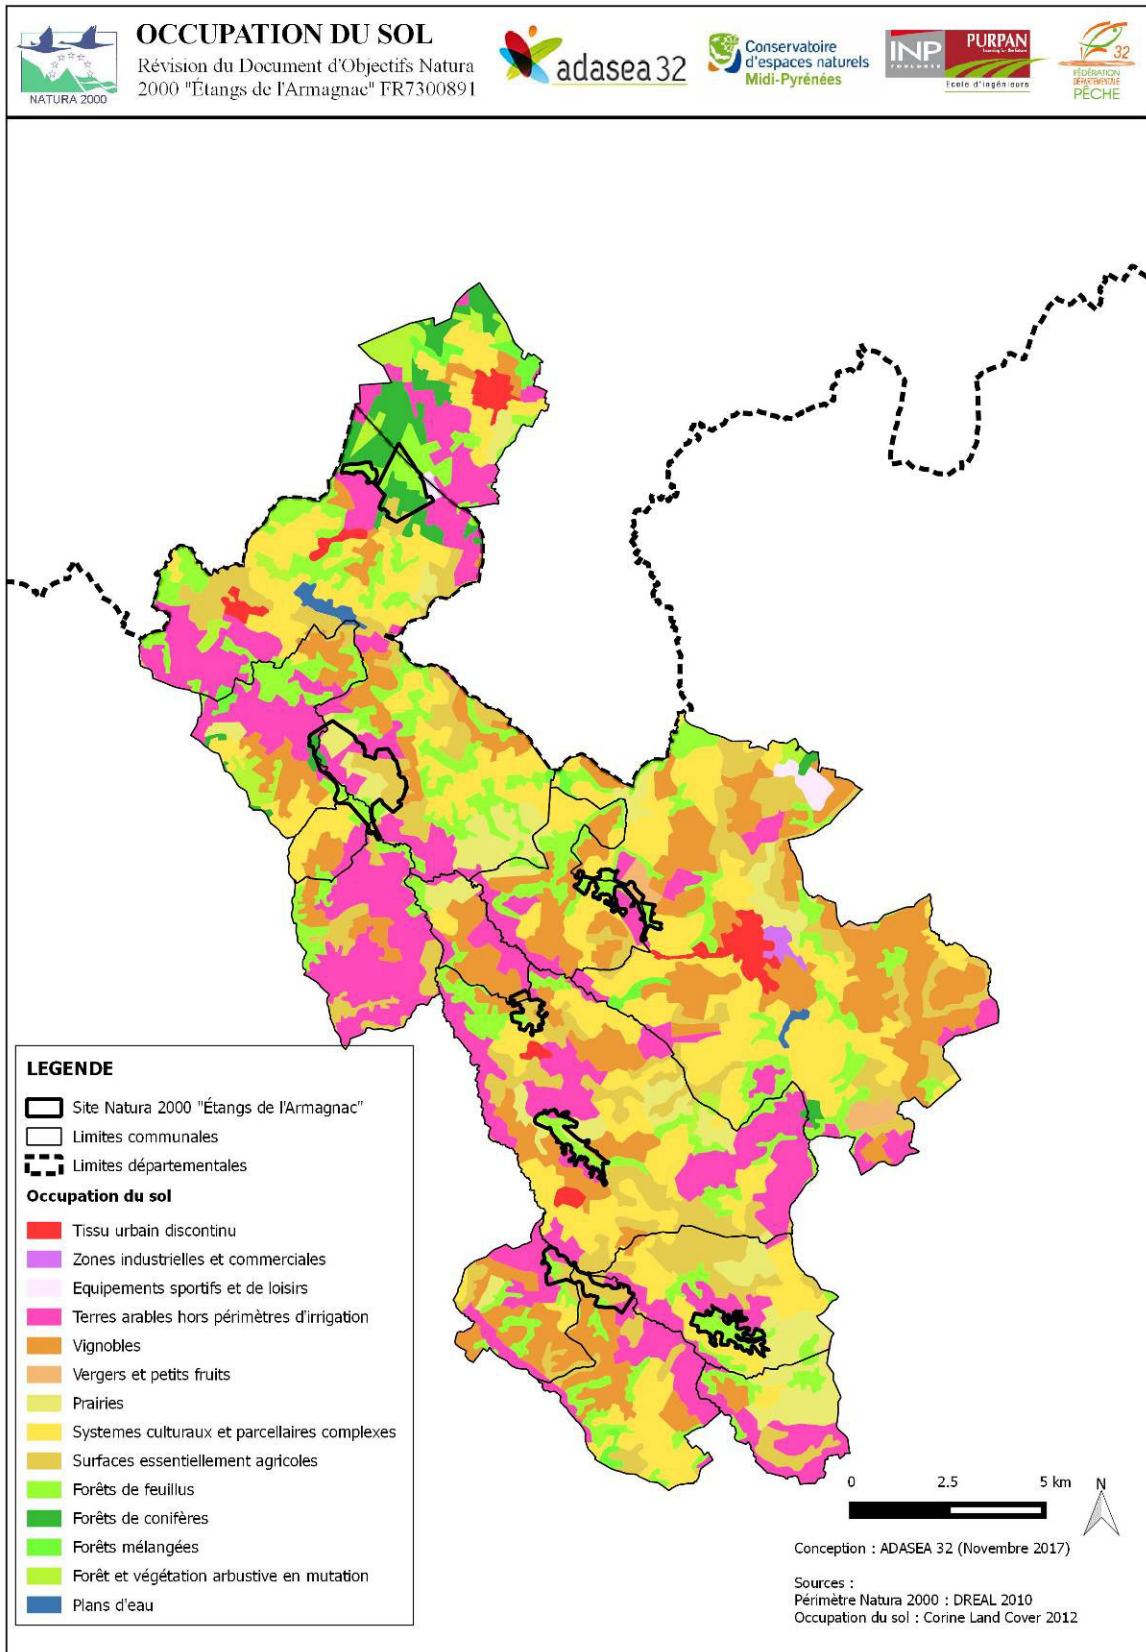 OCCUPATION DU SOL
Révision du Document d'Objectifs Natura
2000 "Étangs de l'Armagnac" FR7300891
NATURA 2000
adasea 32
Conservatoire
d'espaces naturels
Midi-Pyrénées
INP
TOULOUSE
PURPAN
Ecole d'ingénieurs
32
FÉDÉRATION
DÉPARTEMENTALE
PÊCHE
LEGENDE
Site Natura 2000 "Étangs de l'Armagnac"
Limites communales
Limites départementales
Occupation du sol
Tissu urbain discontinu
Zones industrielles et commerciales
Equipements sportifs et de loisirs
Terres arables hors périmètres d'irrigation
Vignobles
Vergers et petits fruits
Prairies
Systemes culturaux et parcellaires complexes
Surfaces essentiellement agricoles
Forêts de feuillus
Forêts de conifères
Forêts mélangées
Forêt et végétation arbustive en mutation
Plans d'eau
0 2.5 5 km
N
Conception : ADASEA 32 (Novembre 2017)
Sources :
Périmètre Natura 2000 : DREAL 2010
Occupation du sol : Corine Land Cover 2012